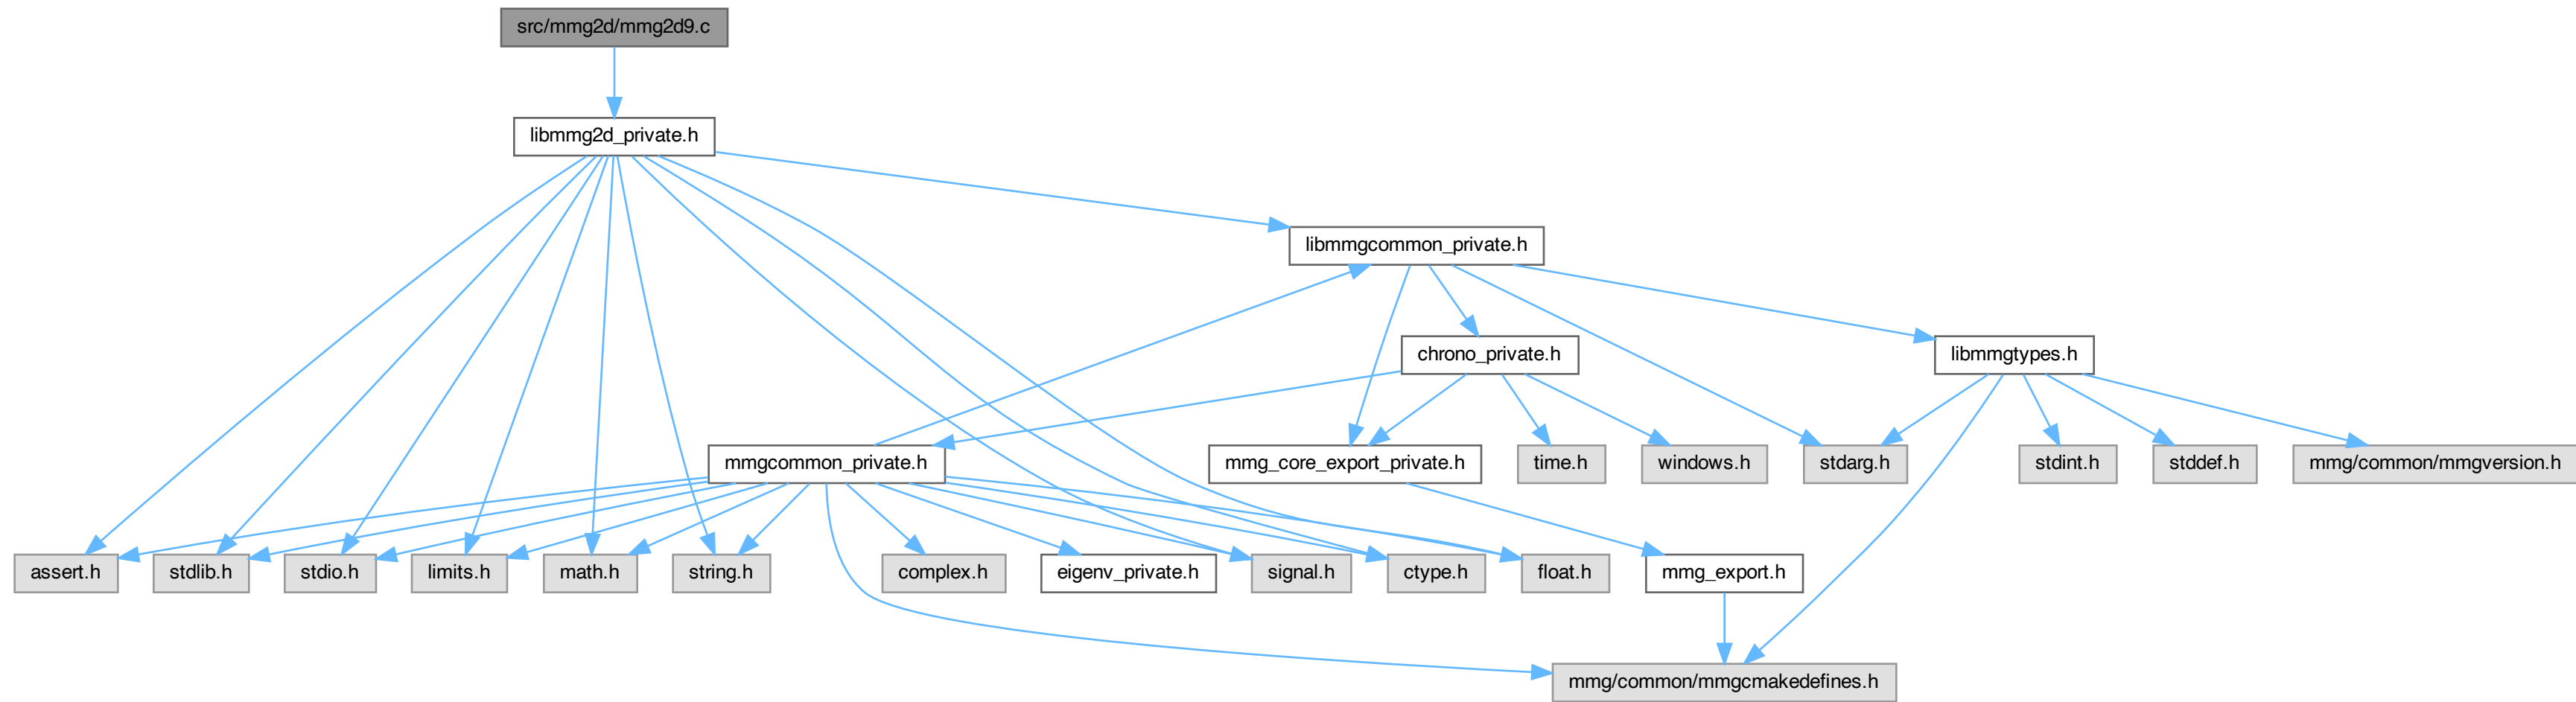 src/mmg2d/mmg2d9.c
libmmg2d_private.h
libmmgcommon_private.h
chrono_private.h
libmmgtypes.h
mmgcommon_private.h
mmg_core_export_private.h
time.h
windows.h
stdarg.h
stdint.h
stddef.h
mmg/common/mmgversion.h
assert.h
stdlib.h
stdio.h
limits.h
math.h
string.h
complex.h
eigenv_private.h
signal.h
ctype.h
float.h
mmg_export.h
mmg/common/mmgcmakedefines.h